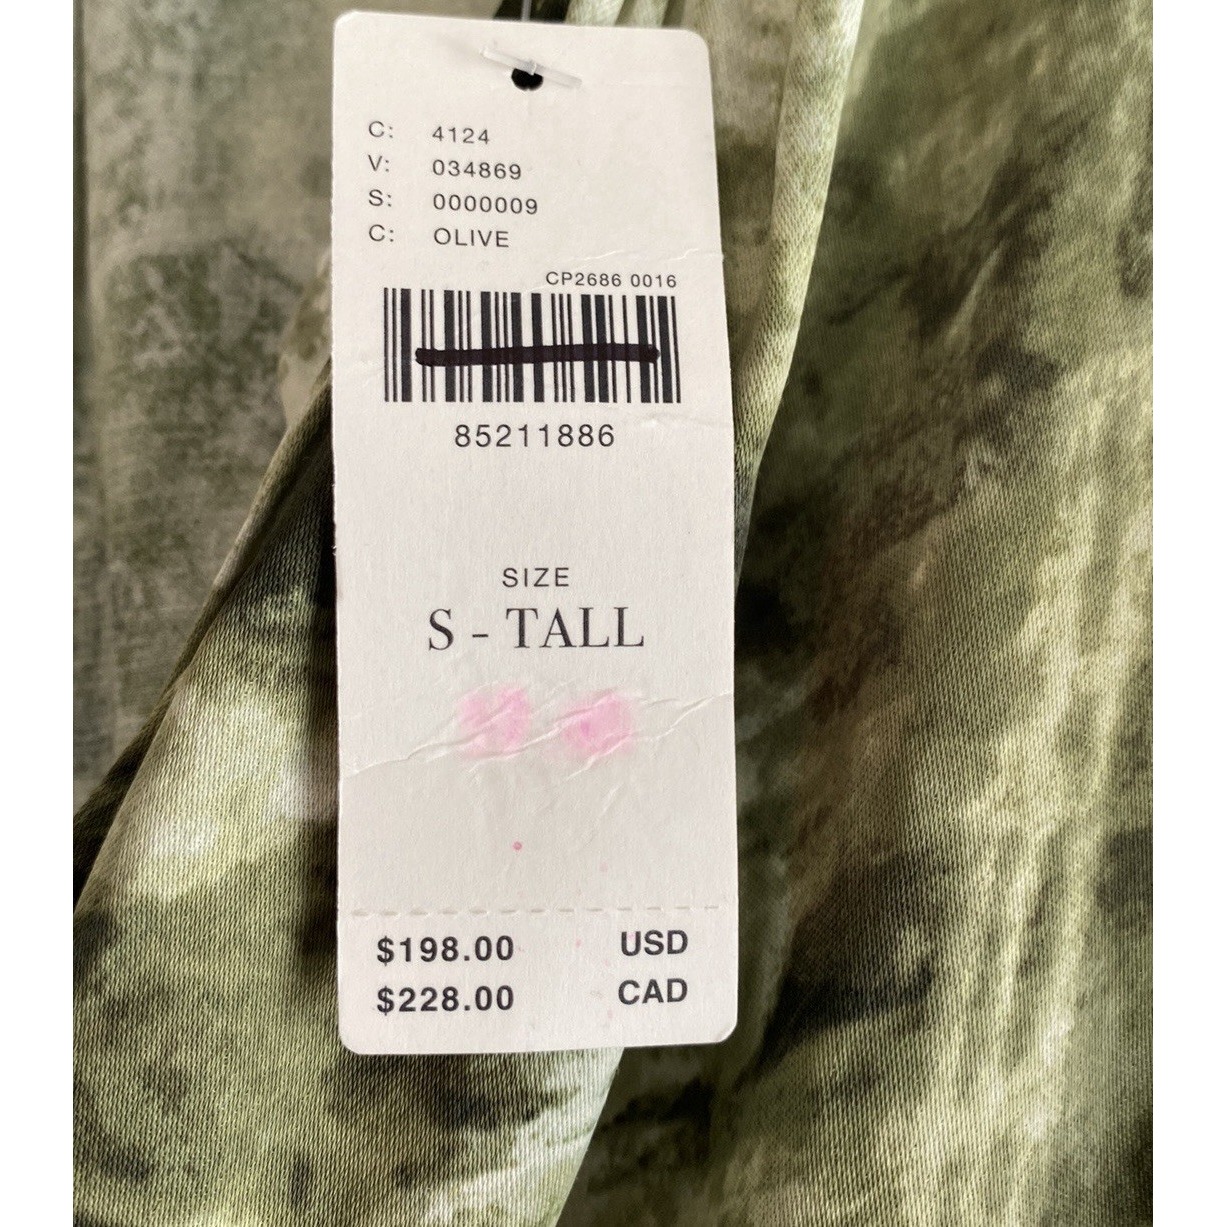 C: 4124
V: 034869
S: 0000009
C: OLIVE
CP2686 0016
85211886
SIZE
S - TALL
$198.00 USD
$228.00 CAD